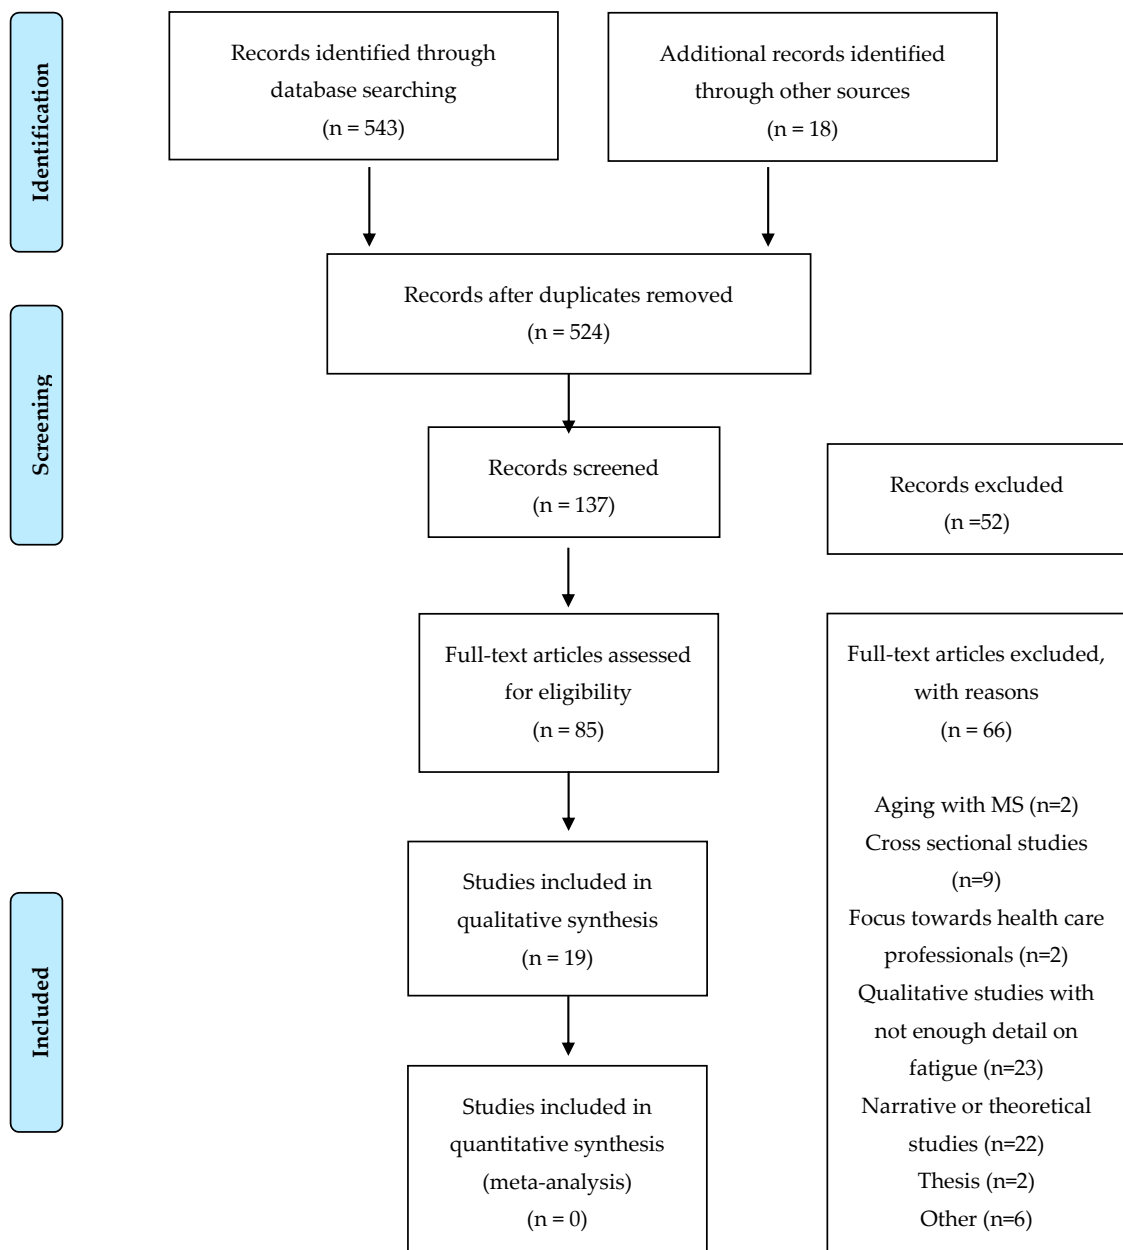 Identification
Records identified through
database searching
(n = 543)
Additional records identified
through other sources
(n = 18)
Records after duplicates removed
(n = 524)
Screening
Records screened
(n = 137)
Records excluded
(n =52)
Full-text articles assessed
for eligibility
(n = 85)
Full-text articles excluded,
with reasons
(n = 66)
Aging with MS (n=2)
Cross sectional studies
(n=9)
Focus towards health care
professionals (n=2)
Qualitative studies with
not enough detail on
fatigue (n=23)
Narrative or theoretical
studies (n=22)
Thesis (n=2)
Other (n=6)
Included
Studies included in
qualitative synthesis
(n = 19)
Studies included in
quantitative synthesis
(meta-analysis)
(n = 0)